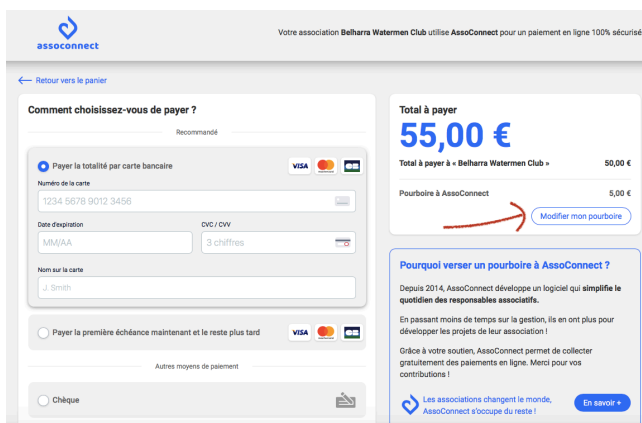 assoconnect
Votre association Belharra Watermen Club utilise AssoConnect pour un paiement en ligne 100% sécurisé
Retour vers le panier
Comment choisissez-vous de payer ?
Recommandé
Payer la totalité par carte bancaire
VISA
Numéro de la carte
1234 5678 9012 3456
Date d'expiration
CVC / CVV
MM/AA
3 chiffres
Nom sur la carte
J. Smith
Payer la première échéance maintenant et le reste plus tard
VISA
Autres moyens de paiement
Chèque
Total à payer
55,00 €
Total à payer à « Belharra Watermen Club »
50,00 €
Pourboire à AssoConnect
5,00 €
Modifier mon pourboire
Pourquoi verser un pourboire à AssoConnect ?
Depuis 2014, AssoConnect développe un logiciel qui simplifie le
quotidien des responsables associatifs.
En passant moins de temps sur la gestion, ils en ont plus pour
développer les projets de leur association !
Grâce à votre soutien, AssoConnect permet de collecter
gratuitement des paiements en ligne. Merci pour vos
contributions !
Les associations changent le monde,
AssoConnect s'occupe du reste !
En savoir +